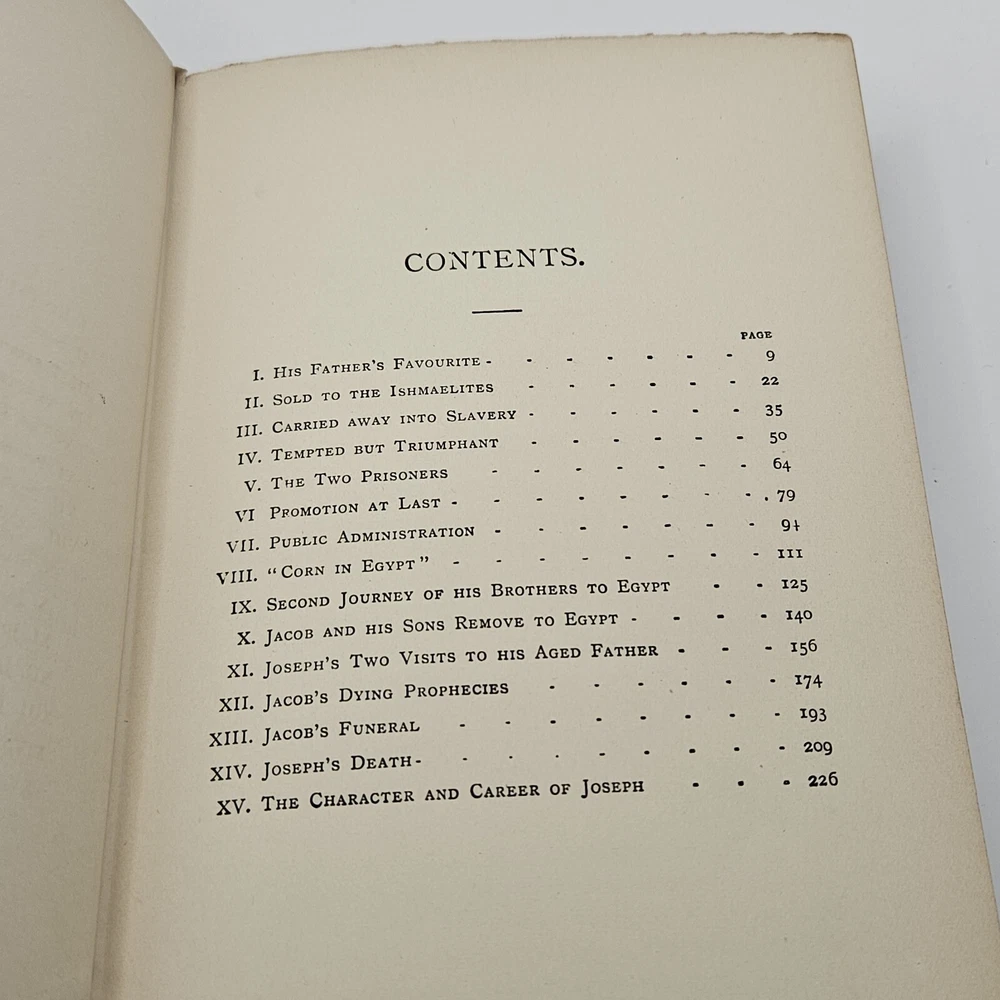 CONTENTS.
PAGE
I. His Father's Favourite - - - - - - - 9
II. Sold to the Ishmaelites - - - - - - 22
III. Carried away into Slavery - - - - - - 35
IV. Tempted but Triumphant - - - - - - 50
V. The Two Prisoners - - - - - - - 64
VI Promotion at Last - - - - - - - - . 79
VII. Public Administration - - - - - - - 94
VIII. "Corn in Egypt" - - - - - - - - 111
IX. Second Journey of his Brothers to Egypt - - 125
X. Jacob and his Sons Remove to Egypt - - - - 140
XI. Joseph's Two Visits to his Aged Father - - - 156
XII. Jacob's Dying Prophecies - - - - - - 174
XIII. Jacob's Funeral - - - - - - - - 193
XIV. Joseph's Death - - - - - - - - - 209
XV. The Character and Career of Joseph - - - 226